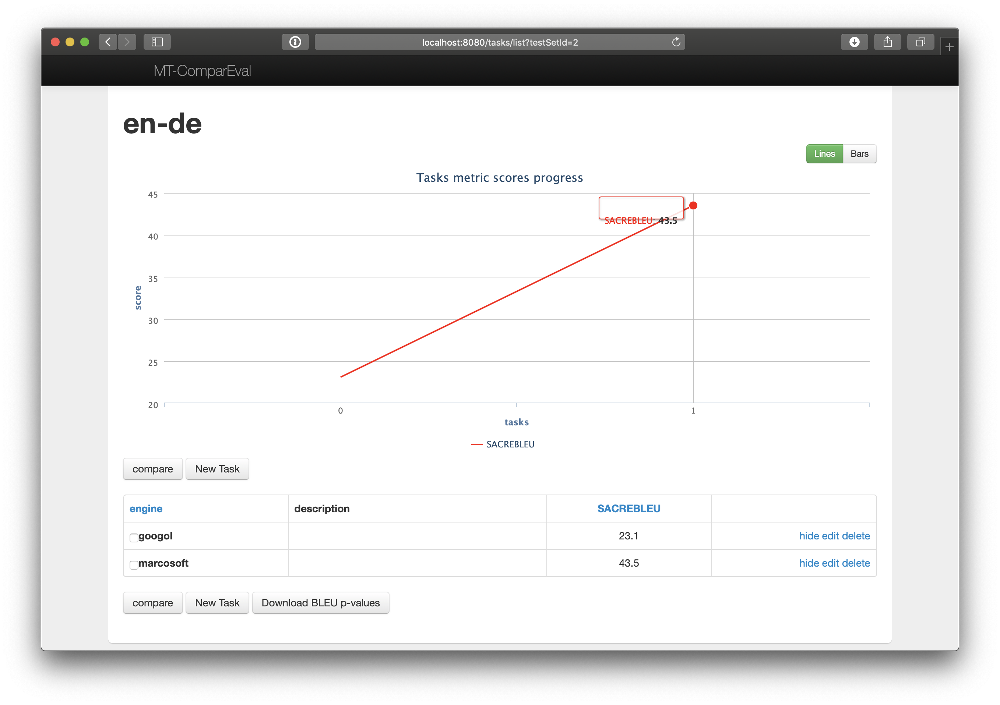 localhost:8080/tasks/list?testSetId=2
MT-ComparEval
en-de
Lines Bars
Tasks metric scores progress
45
SACREBLEU: 43.5
40
35
score
30
25
20
0 1
tasks
SACREBLEU
compare New Task
engine description SACREBLEU
googol 23.1 hide edit delete
marcosoft 43.5 hide edit delete
compare New Task Download BLEU p-values